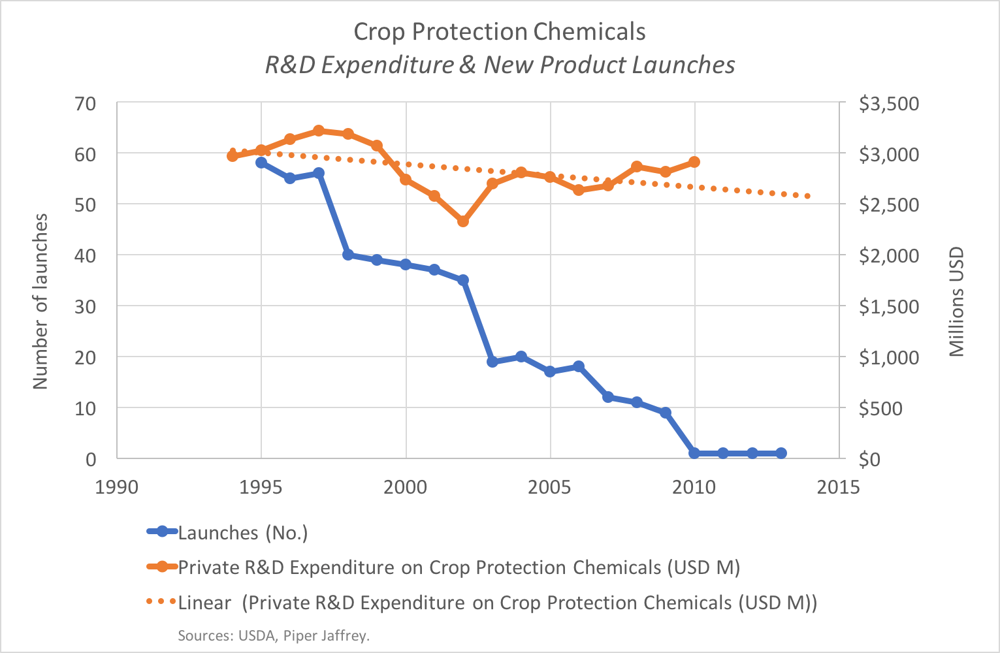 Crop Protection Chemicals
R&D Expenditure & New Product Launches
Number of launches
70
60
50
40
30
20
10
0
$3,500
$3,000
$2,500
$2,000
$1,500
$1,000
$500
$0
Millions USD
1990 1995 2000 2005 2010 2015
Launches (No.)
Private R&D Expenditure on Crop Protection Chemicals (USD M)
Linear (Private R&D Expenditure on Crop Protection Chemicals (USD M))
Sources: USDA, Piper Jaffrey.